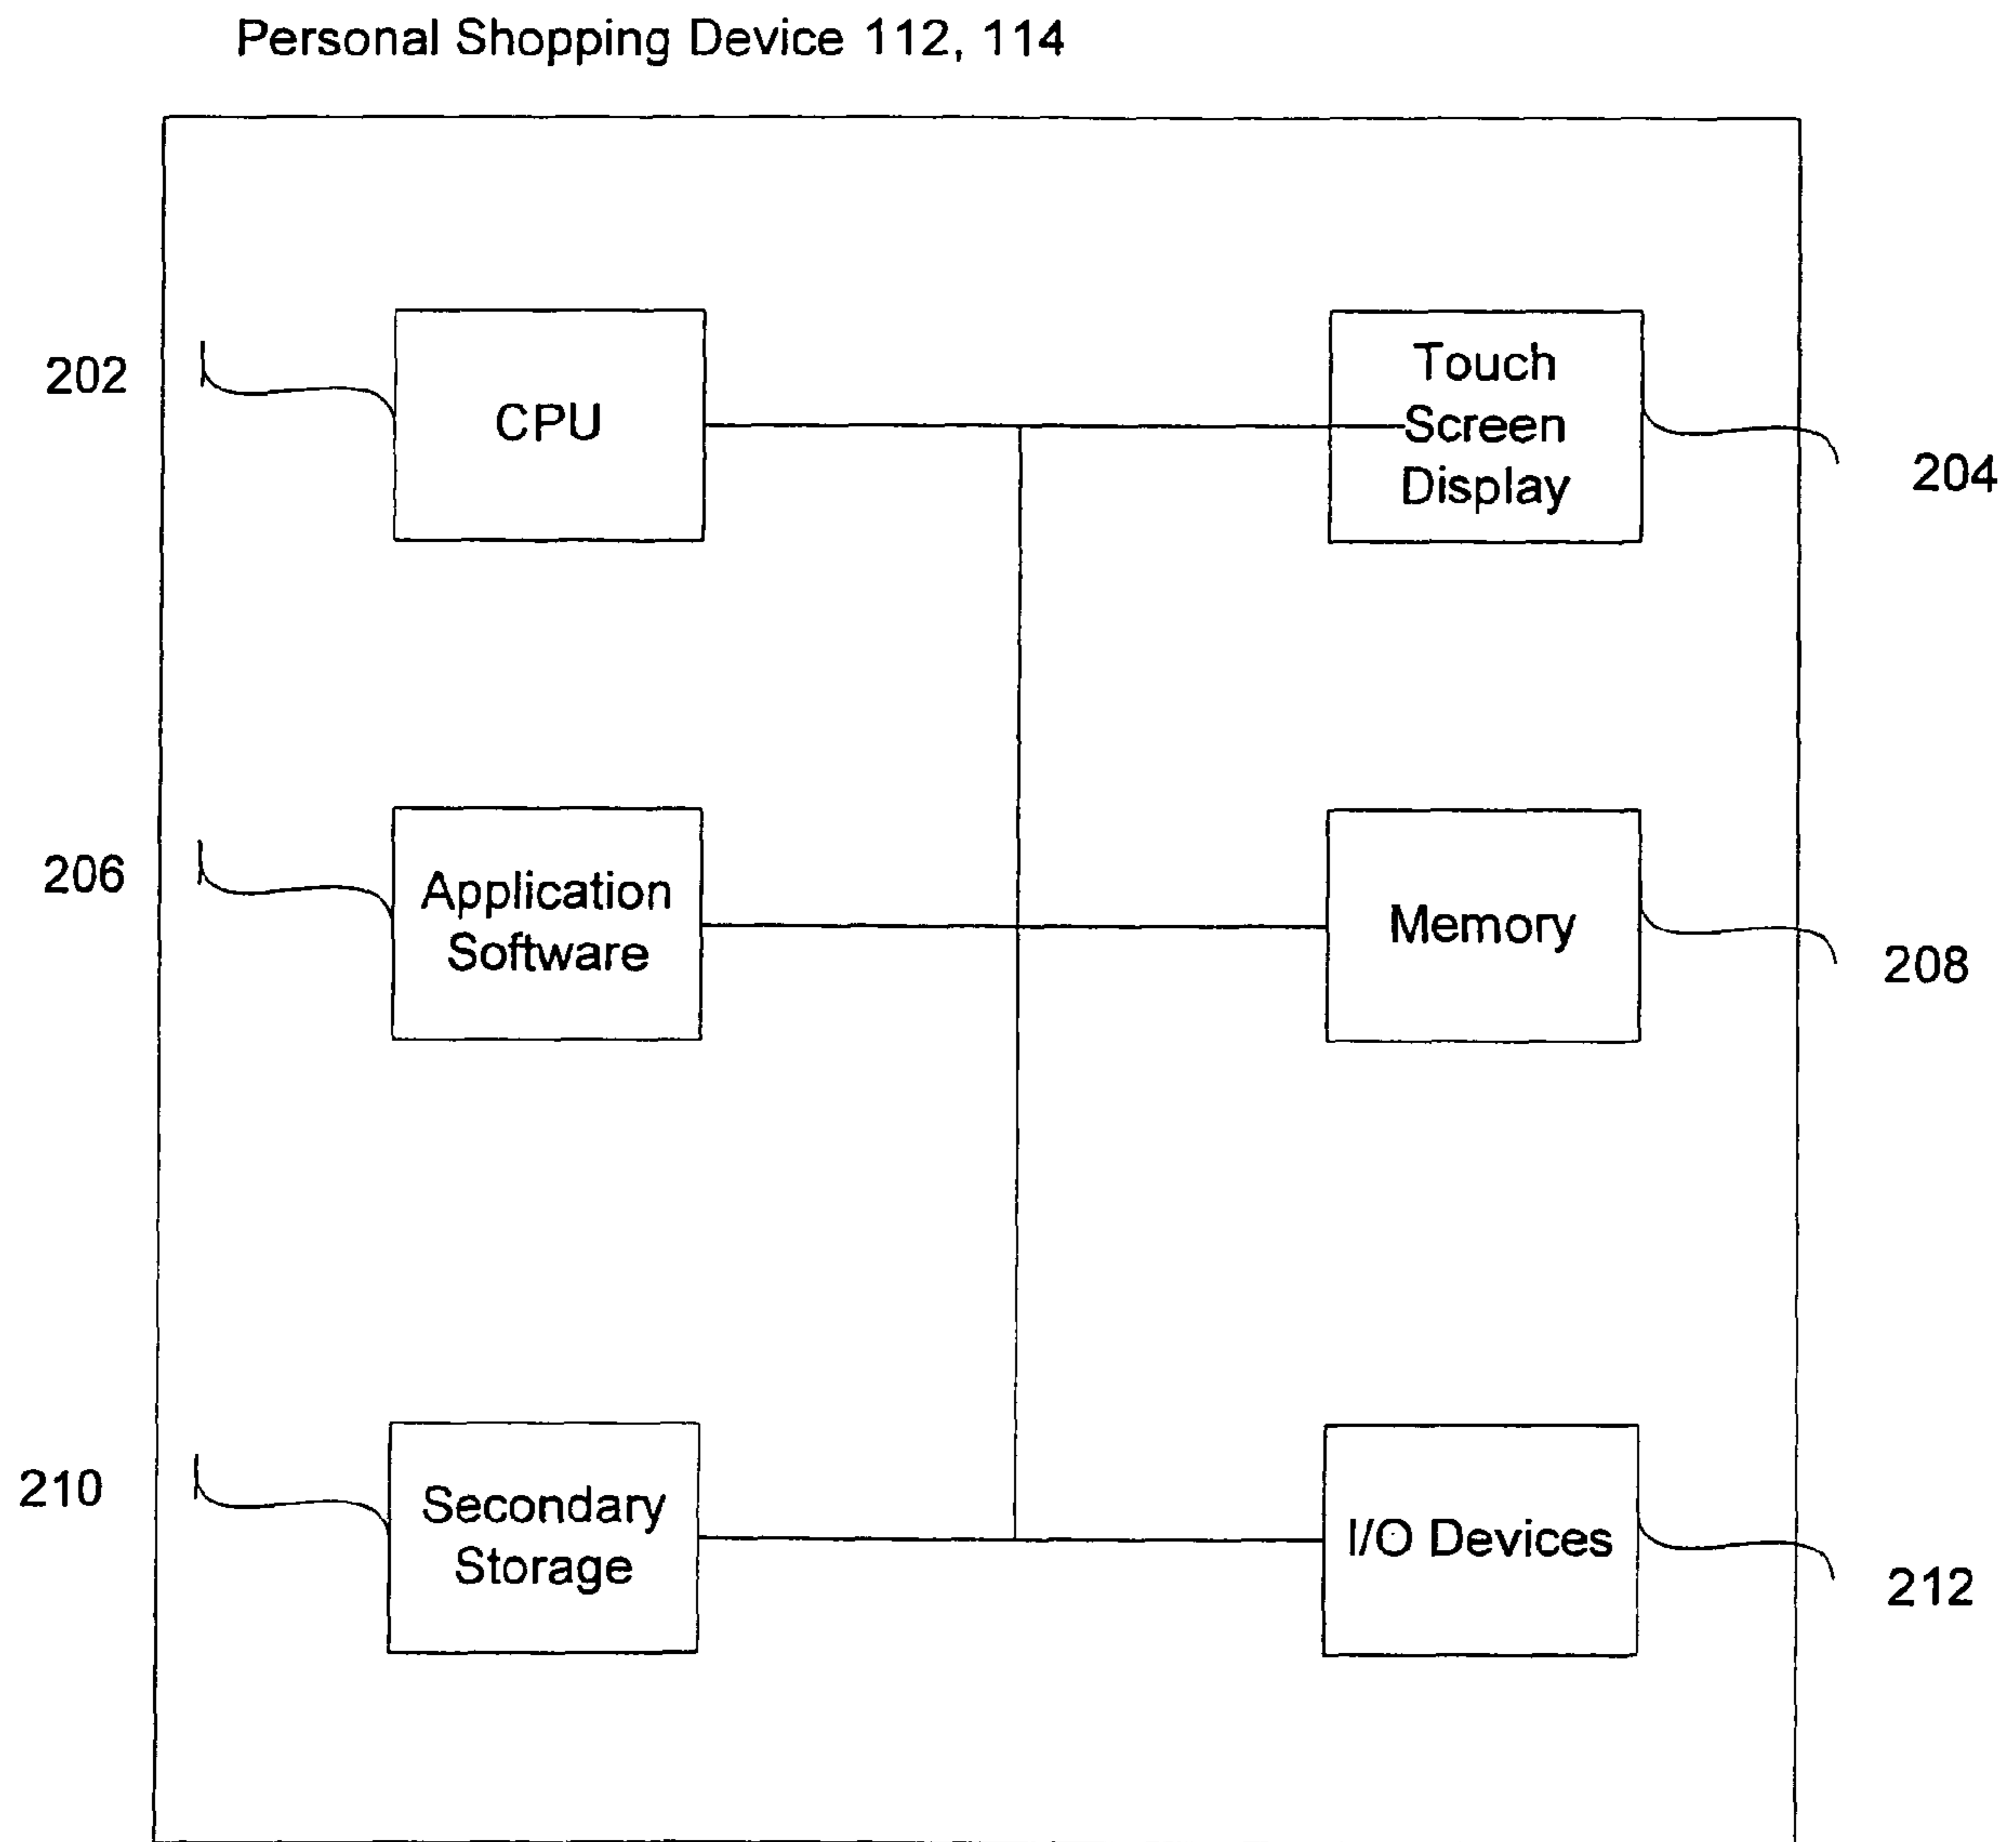 Personal Shopping Device 112, 114
202
CPU
Touch
Screen
Display
204
206
Application
Software
Memory
208
210
Secondary
Storage
I/O Devices
212